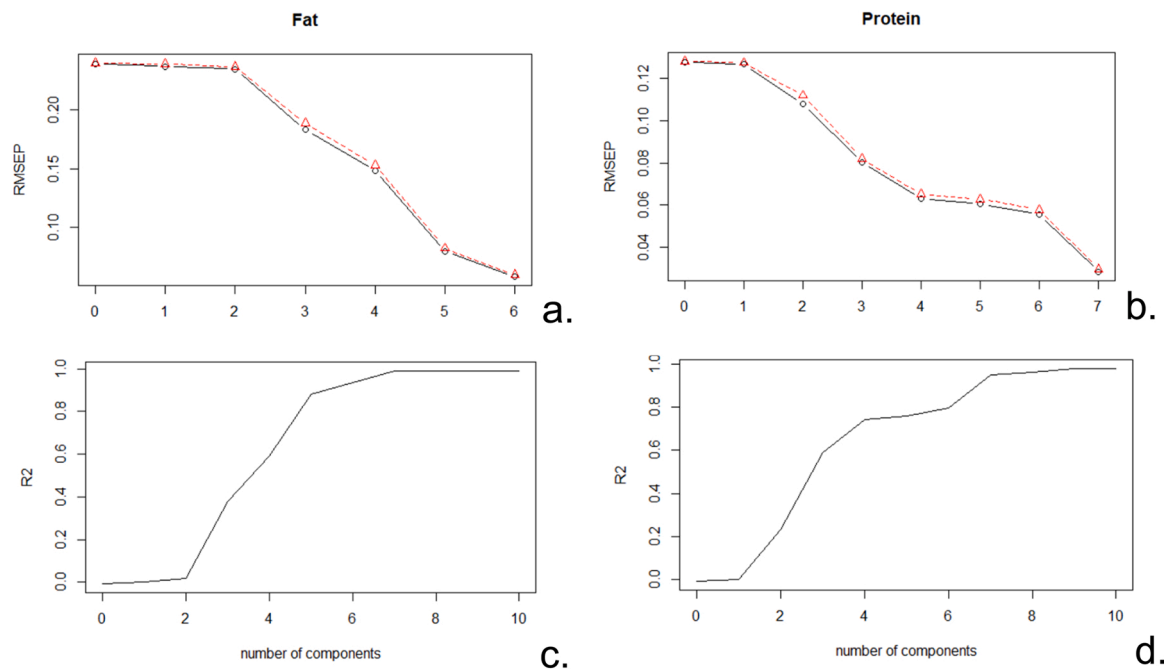 Fat
RMSEP
0.20
0.15
0.10
0 1 2 3 4 5 6
a.
Protein
RMSEP
0.12
0.10
0.08
0.06
0.04
0 1 2 3 4 5 6 7
b.
R2
1.0
0.8
0.6
0.4
0.2
0.0
0 2 4 6 8 10
number of components
c.
R2
1.0
0.8
0.6
0.4
0.2
0.0
0 2 4 6 8 10
number of components
d.